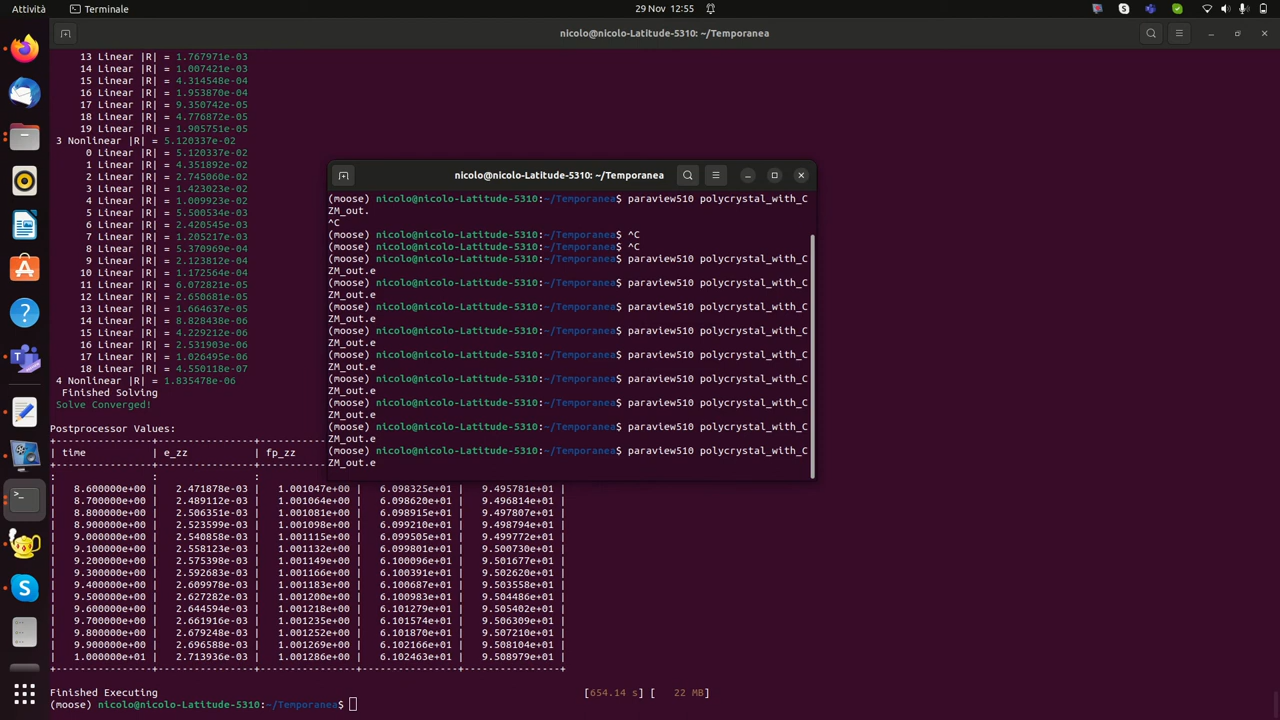 Attività
Terminale
29 Nov 12:55
nicolo@nicolo-Latitude-5310: ~/Temporanea
13 Linear |R| = 1.767971e-03
14 Linear |R| = 1.007421e-03
15 Linear |R| = 4.314548e-04
16 Linear |R| = 1.953870e-04
17 Linear |R| = 9.350742e-05
18 Linear |R| = 4.776872e-05
19 Linear |R| = 1.905751e-05
3 Nonlinear |R| = 5.120337e-02
0 Linear |R| = 5.120337e-02
1 Linear |R| = 4.351892e-02
2 Linear |R| = 2.745060e-02
3 Linear |R| = 1.423023e-02
4 Linear |R| = 1.009923e-02
5 Linear |R| = 5.500534e-03
6 Linear |R| = 2.420545e-03
7 Linear |R| = 1.205217e-03
8 Linear |R| = 5.370969e-04
9 Linear |R| = 2.123812e-04
10 Linear |R| = 1.172564e-04
11 Linear |R| = 6.072821e-05
12 Linear |R| = 2.650681e-05
13 Linear |R| = 1.664637e-05
14 Linear |R| = 8.828438e-06
15 Linear |R| = 4.229212e-06
16 Linear |R| = 2.531903e-06
17 Linear |R| = 1.026495e-06
18 Linear |R| = 4.550118e-07
4 Nonlinear |R| = 1.835478e-06
Finished Solving
Solve Converged!
Postprocessor Values:
+----------------+----------------+------------
| time | e_zz | fp_zz
+----------------+----------------+------------
: : :
| 8.600000e+00 | 2.471878e-03 | 1.001047e+00 | 6.098325e+01 | 9.495781e+01 |
| 8.700000e+00 | 2.489112e-03 | 1.001064e+00 | 6.098620e+01 | 9.496814e+01 |
| 8.800000e+00 | 2.506351e-03 | 1.001081e+00 | 6.098915e+01 | 9.497807e+01 |
| 8.900000e+00 | 2.523599e-03 | 1.001098e+00 | 6.099210e+01 | 9.498794e+01 |
| 9.000000e+00 | 2.540858e-03 | 1.001115e+00 | 6.099505e+01 | 9.499772e+01 |
| 9.100000e+00 | 2.558123e-03 | 1.001132e+00 | 6.099801e+01 | 9.500730e+01 |
| 9.200000e+00 | 2.575398e-03 | 1.001149e+00 | 6.100096e+01 | 9.501677e+01 |
| 9.300000e+00 | 2.592683e-03 | 1.001166e+00 | 6.100391e+01 | 9.502620e+01 |
| 9.400000e+00 | 2.609978e-03 | 1.001183e+00 | 6.100687e+01 | 9.503558e+01 |
| 9.500000e+00 | 2.627282e-03 | 1.001200e+00 | 6.100983e+01 | 9.504486e+01 |
| 9.600000e+00 | 2.644594e-03 | 1.001218e+00 | 6.101279e+01 | 9.505402e+01 |
| 9.700000e+00 | 2.661916e-03 | 1.001235e+00 | 6.101574e+01 | 9.506309e+01 |
| 9.800000e+00 | 2.679248e-03 | 1.001252e+00 | 6.101870e+01 | 9.507210e+01 |
| 9.900000e+00 | 2.696588e-03 | 1.001269e+00 | 6.102166e+01 | 9.508104e+01 |
| 1.000000e+01 | 2.713936e-03 | 1.001286e+00 | 6.102463e+01 | 9.508979e+01 |
+----------------+----------------+----------------+----------------+----------------+
Finished Executing [654.14 s] [ 22 MB]
(moose) nicolo@nicolo-Latitude-5310:~/Temporanea$
nicolo@nicolo-Latitude-5310: ~/Temporanea
(moose) nicolo@nicolo-Latitude-5310:~/Temporanea$ paraview510 polycrystal_with_C
ZM_out.
^C
(moose) nicolo@nicolo-Latitude-5310:~/Temporanea$ ^C
(moose) nicolo@nicolo-Latitude-5310:~/Temporanea$ ^C
(moose) nicolo@nicolo-Latitude-5310:~/Temporanea$ paraview510 polycrystal_with_C
ZM_out.e
(moose) nicolo@nicolo-Latitude-5310:~/Temporanea$ paraview510 polycrystal_with_C
ZM_out.e
(moose) nicolo@nicolo-Latitude-5310:~/Temporanea$ paraview510 polycrystal_with_C
ZM_out.e
(moose) nicolo@nicolo-Latitude-5310:~/Temporanea$ paraview510 polycrystal_with_C
ZM_out.e
(moose) nicolo@nicolo-Latitude-5310:~/Temporanea$ paraview510 polycrystal_with_C
ZM_out.e
(moose) nicolo@nicolo-Latitude-5310:~/Temporanea$ paraview510 polycrystal_with_C
ZM_out.e
(moose) nicolo@nicolo-Latitude-5310:~/Temporanea$ paraview510 polycrystal_with_C
ZM_out.e
(moose) nicolo@nicolo-Latitude-5310:~/Temporanea$ paraview510 polycrystal_with_C
ZM_out.e
(moose) nicolo@nicolo-Latitude-5310:~/Temporanea$ paraview510 polycrystal_with_C
ZM_out.e